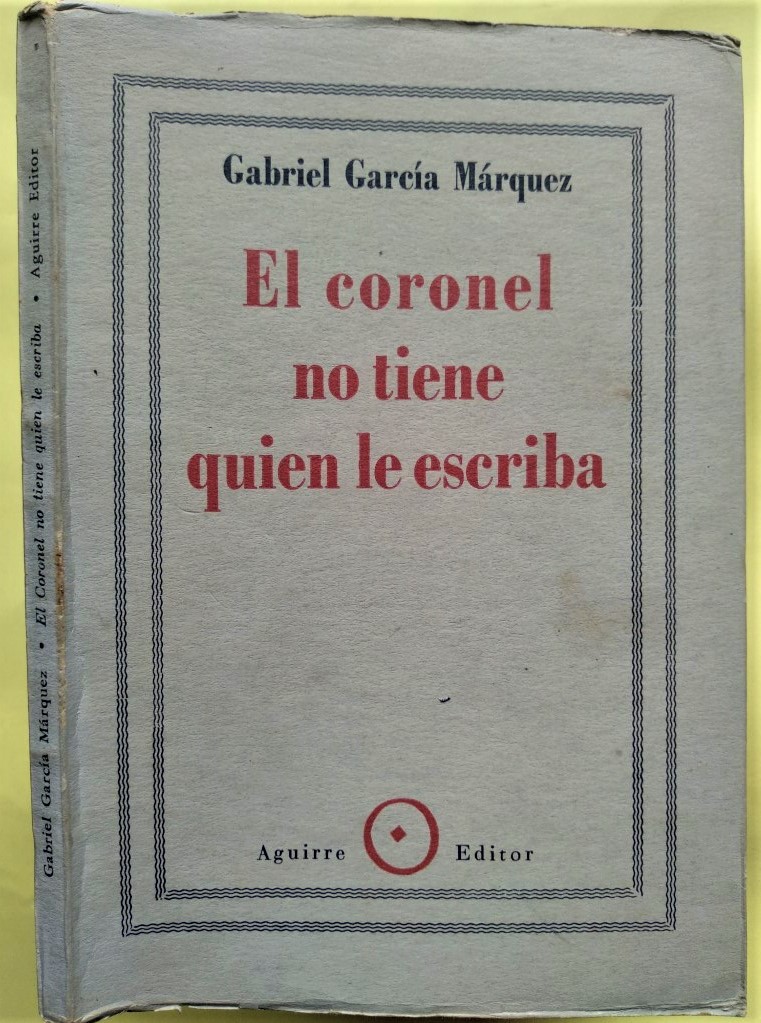 Gabriel García Márquez
El coronel
no tiene
quien le escriba
Aguirre Editor
Gabriel García Márquez • El Coronel no tiene quien le escriba • Aguirre Editor